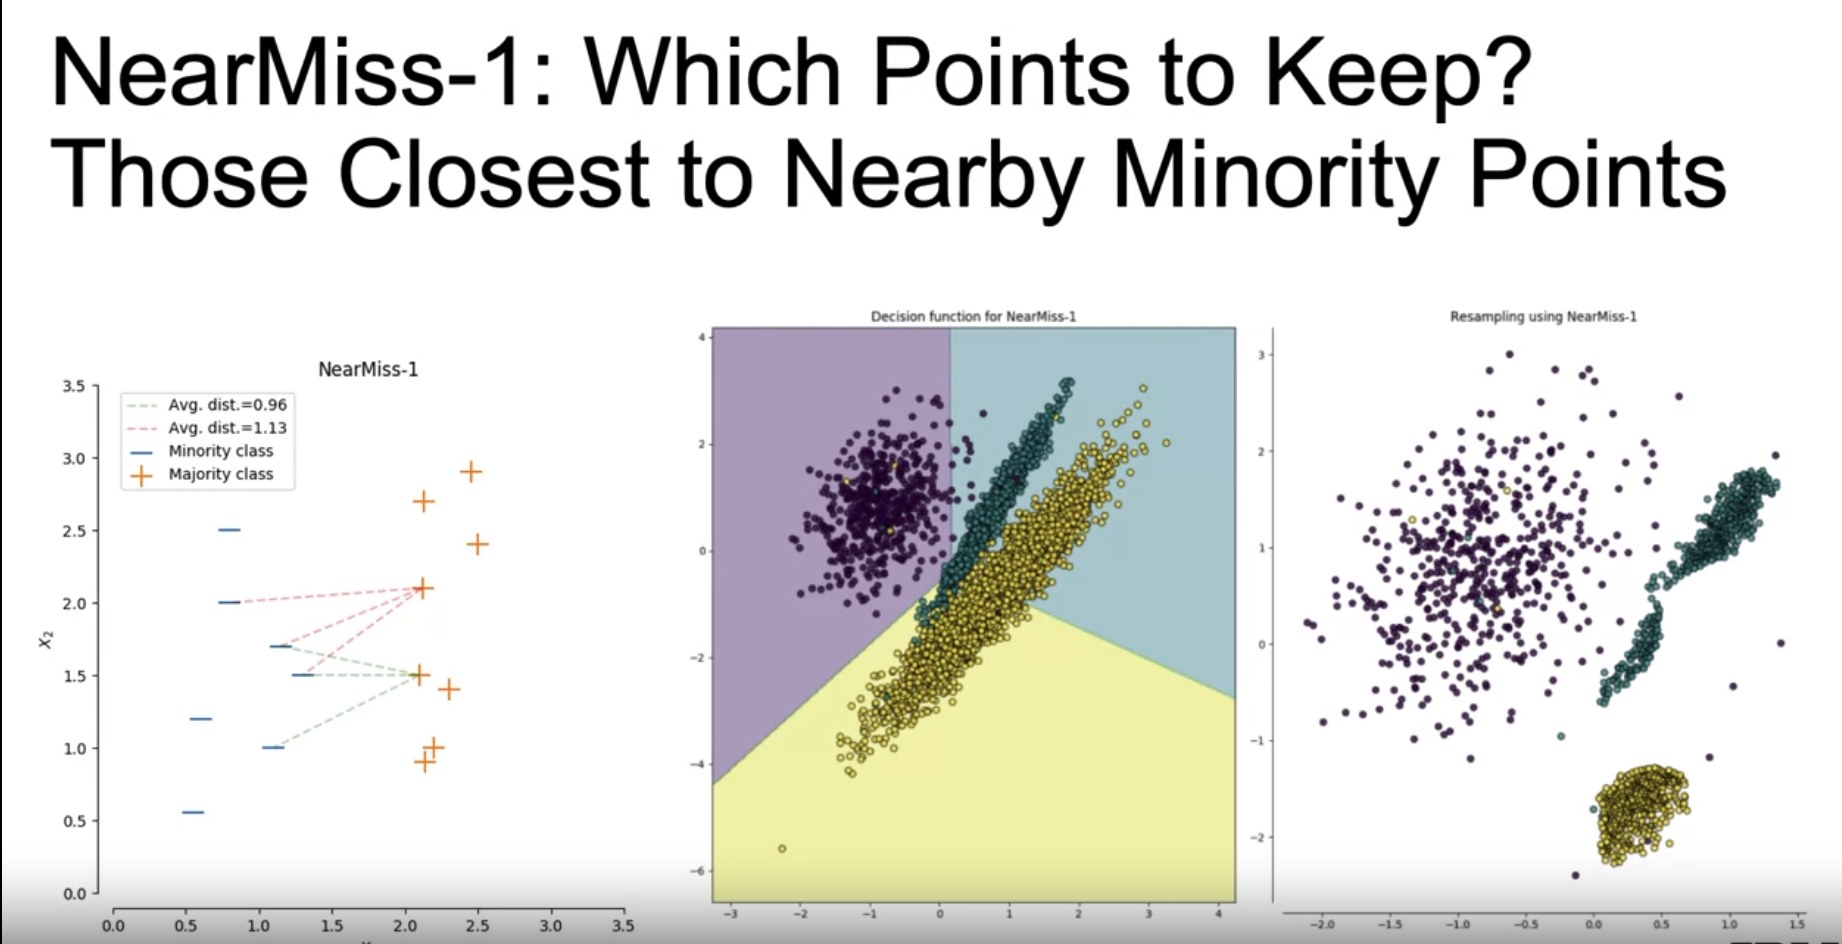 NearMiss-1: Which Points to Keep?
Those Closest to Nearby Minority Points
NearMiss-1
Avg. dist.=0.96
Avg. dist.=1.13
Minority class
Majority class
3.5
3.0
2.5
2.0
1.5
1.0
0.5
0.0
X₂
0.0 0.5 1.0 1.5 2.0 2.5 3.0 3.5
Decision function for NearMiss-1
4
2
0
−2
−4
−6
−3 −2 −1 0 1 2 3 4
Resampling using NearMiss-1
3
2
1
0
−1
−2
−2.0 −1.5 −1.0 −0.5 0.0 0.5 1.0 1.5